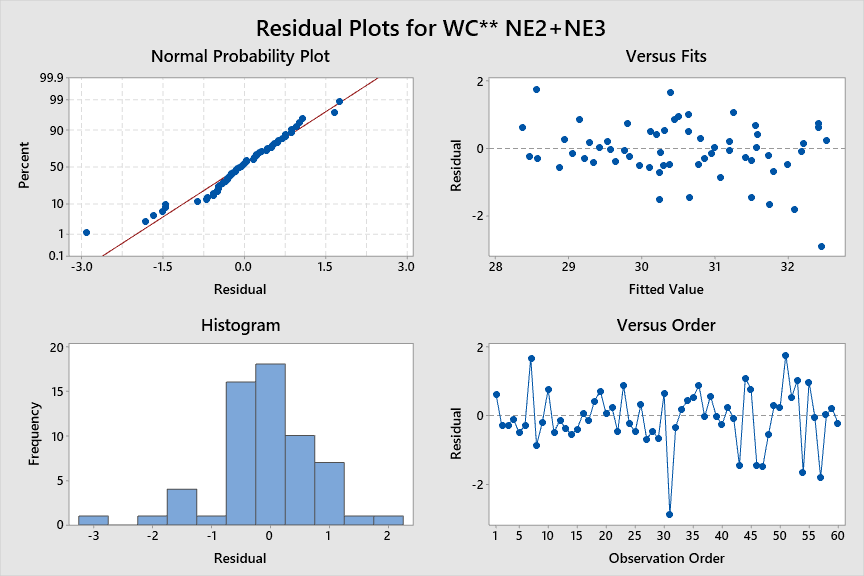 Residual Plots for WC** NE2+NE3
Normal Probability Plot
99.9
99
90
50
10
1
0.1
Percent
-3.0 -1.5 0.0 1.5 3.0
Residual
Versus Fits
2
0
-2
Residual
28 29 30 31 32
Fitted Value
Histogram
20
15
10
5
0
Frequency
-3 -2 -1 0 1 2
Residual
Versus Order
2
0
-2
Residual
1 5 10 15 20 25 30 35 40 45 50 55 60
Observation Order